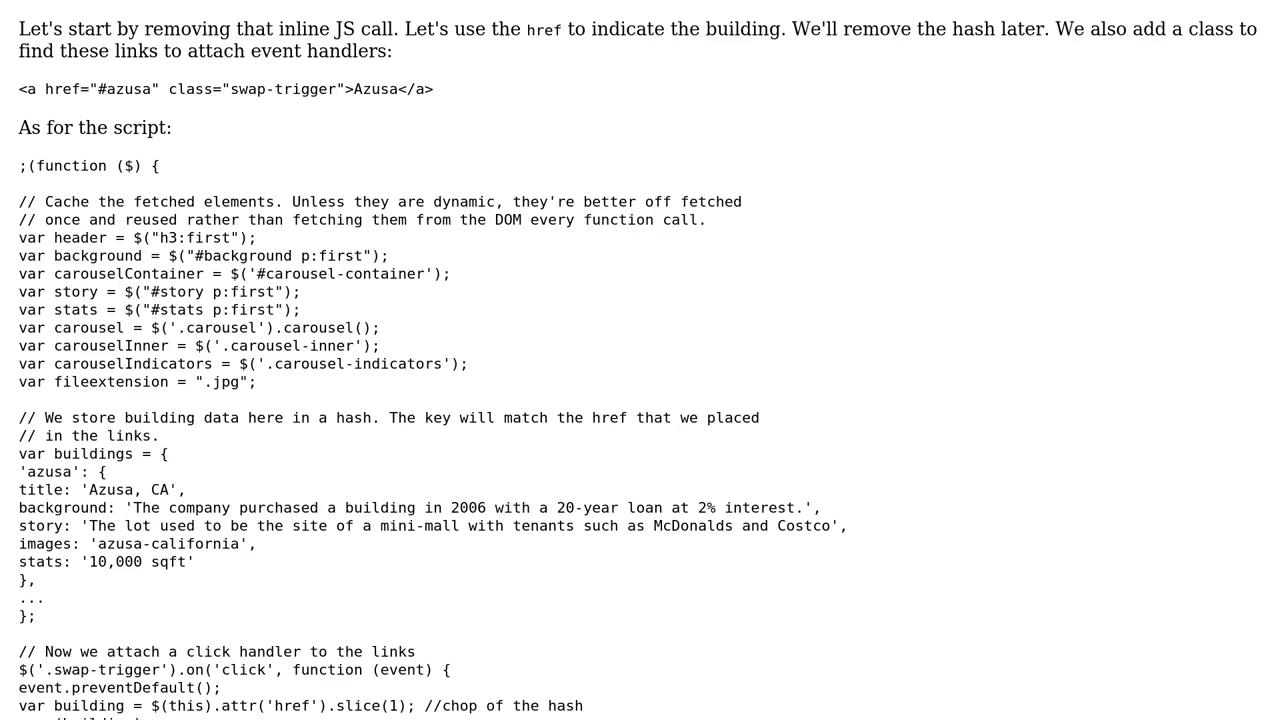 Let's start by removing that inline JS call. Let's use the href to indicate the building. We'll remove the hash later. We also add a class to
find these links to attach event handlers:
<a href="#azusa" class="swap-trigger">Azusa</a>
As for the script:
;(function ($) {
// Cache the fetched elements. Unless they are dynamic, they're better off fetched
// once and reused rather than fetching them from the DOM every function call.
var header = $("h3:first");
var background = $("#background p:first");
var carouselContainer = $('#carousel-container');
var story = $("#story p:first");
var stats = $("#stats p:first");
var carousel = $('.carousel').carousel();
var carouselInner = $('.carousel-inner');
var carouselIndicators = $('.carousel-indicators');
var fileextension = ".jpg";
// We store building data here in a hash. The key will match the href that we placed
// in the links.
var buildings = {
'azusa': {
title: 'Azusa, CA',
background: 'The company purchased a building in 2006 with a 20-year loan at 2% interest.',
story: 'The lot used to be the site of a mini-mall with tenants such as McDonalds and Costco',
images: 'azusa-california',
stats: '10,000 sqft'
},
...
};
// Now we attach a click handler to the links
$('.swap-trigger').on('click', function (event) {
event.preventDefault();
var building = $(this).attr('href').slice(1); //chop of the hash